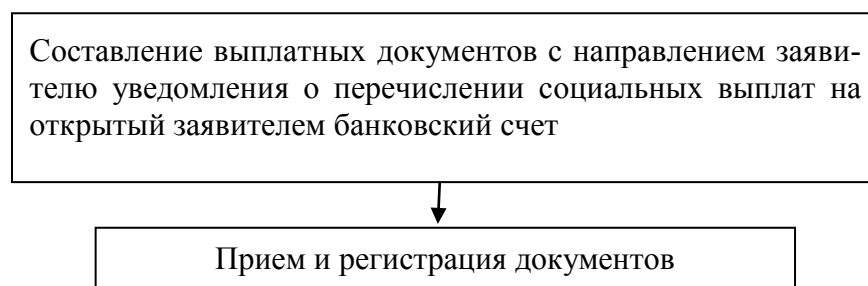 Составление выплатных документов с направлением заяви-
телю уведомления о перечислении социальных выплат на
открытый заявителем банковский счет
Прием и регистрация документов